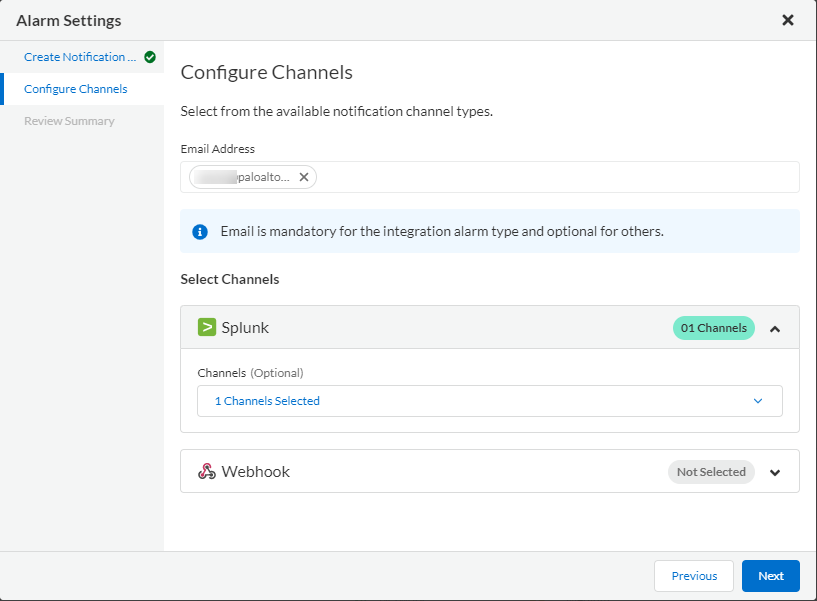 Alarm Settings
Create Notification ...
Configure Channels
Review Summary
Configure Channels
Select from the available notification channel types.
Email Address
paloalto...
Email is mandatory for the integration alarm type and optional for others.
Select Channels
Splunk
01 Channels
Channels (Optional)
1 Channels Selected
Webhook
Not Selected
Previous
Next